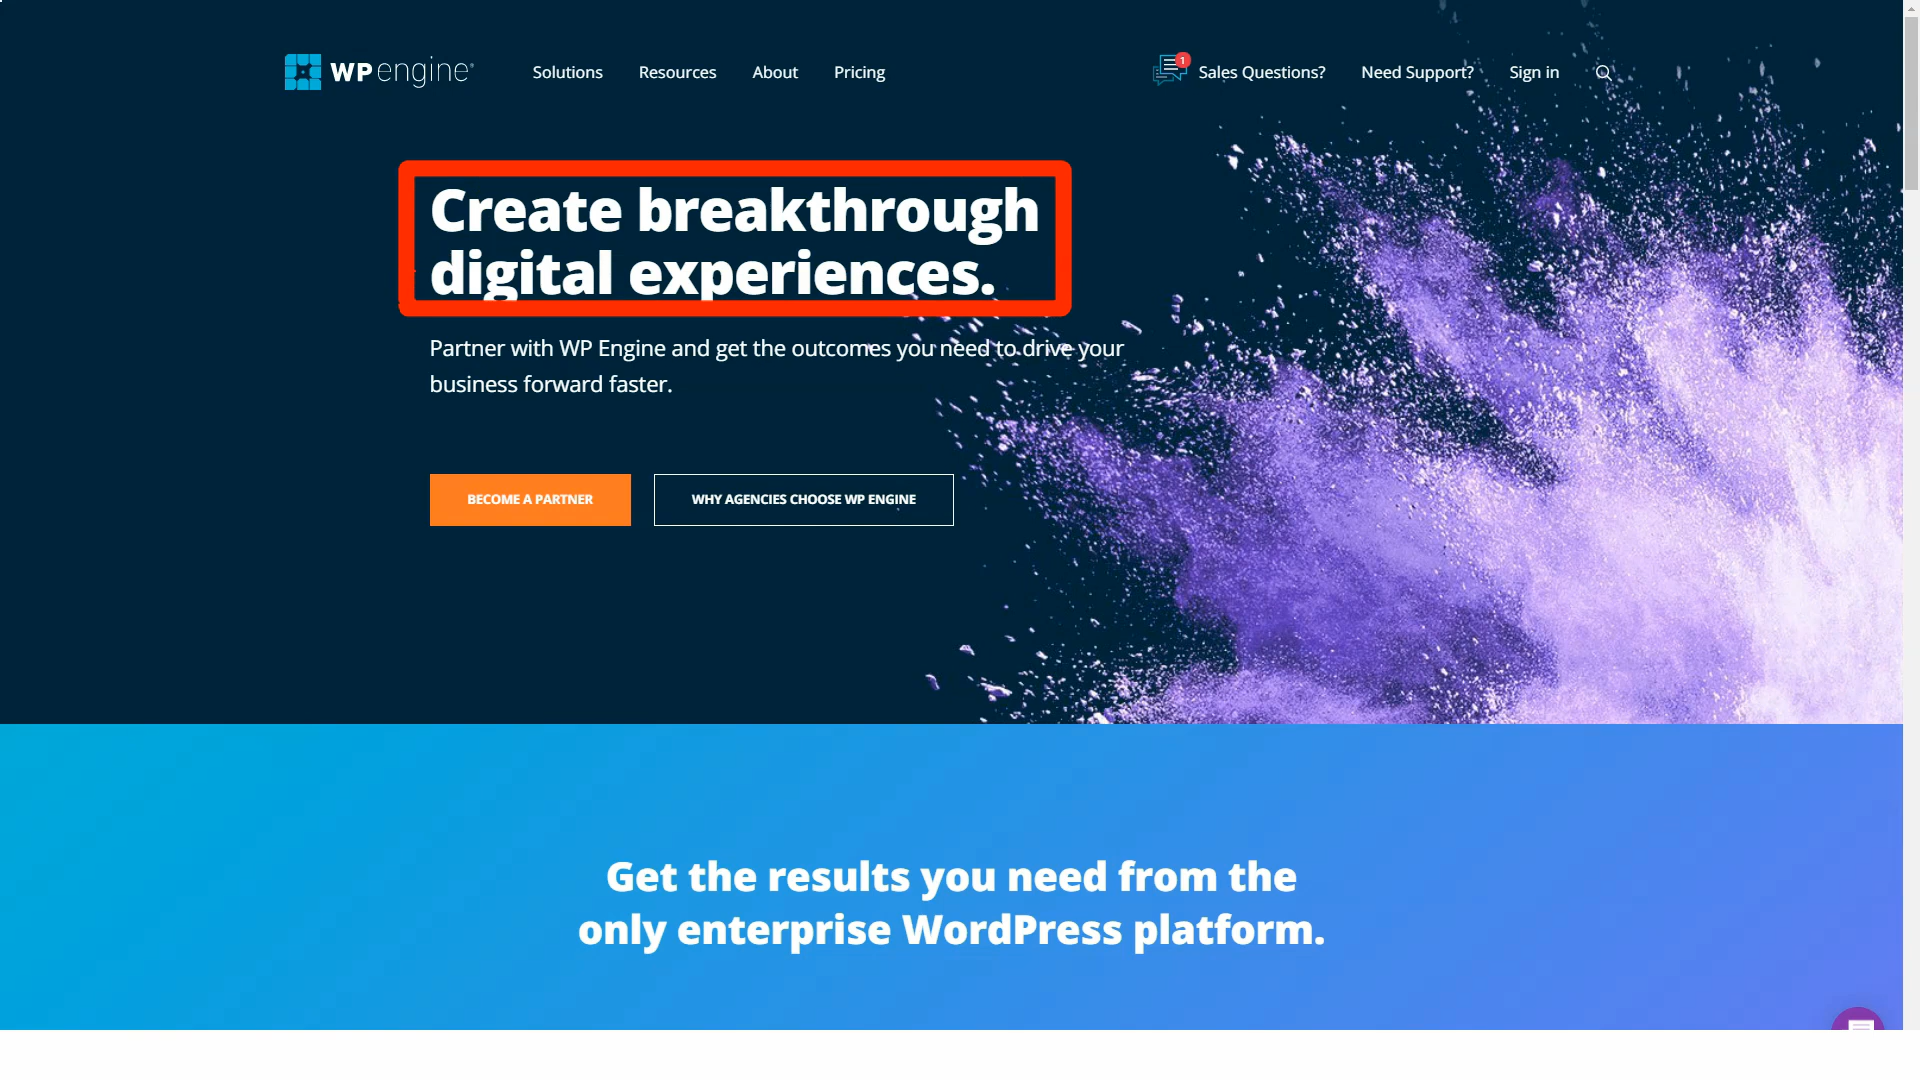 WP engine
Solutions
Resources
About
Pricing
1
Sales Questions?
Need Support?
Sign in
Create breakthrough
digital experiences.
Partner with WP Engine and get the outcomes you need to drive your
business forward faster.
BECOME A PARTNER
WHY AGENCIES CHOOSE WP ENGINE
Get the results you need from the
only enterprise WordPress platform.